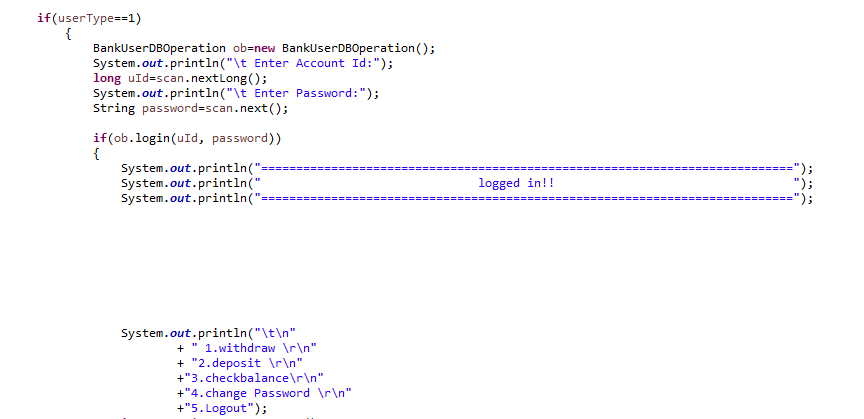 if(userType==1)
{
BankUserDBOperation ob=new BankUserDBOperation();
System.out.println("\t Enter Account Id:");
long uId=scan.nextLong();
System.out.println("\t Enter Password:");
String password=scan.next();
if(ob.login(uId, password))
{
System.out.println("============================================================================");
System.out.println("                               logged in!!                                  ");
System.out.println("============================================================================");
System.out.println("\t\n"
+ " 1.withdraw \r\n"
+ "2.deposit \r\n"
+"3.checkbalance\r\n"
+"4.change Password \r\n"
+"5.Logout");